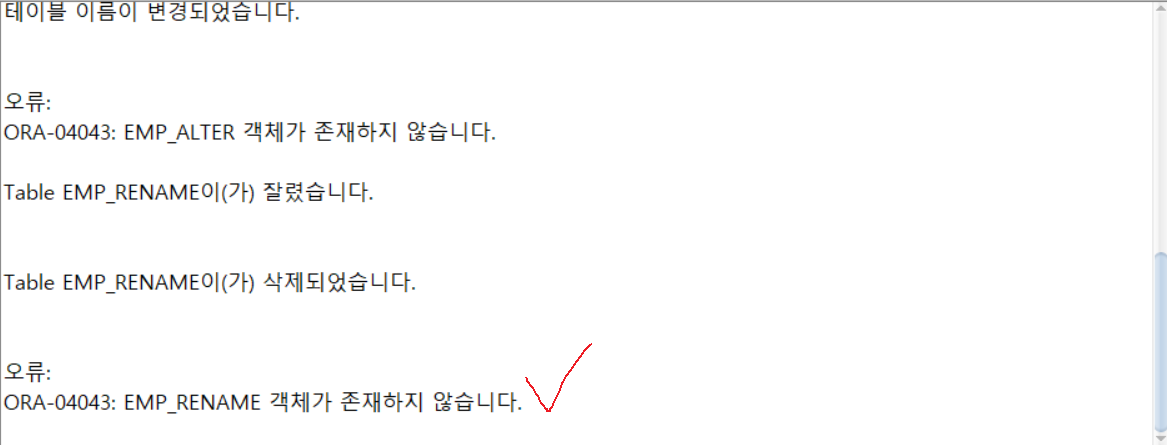 테이블 이름이 변경되었습니다.
오류:
ORA-04043: EMP_ALTER 객체가 존재하지 않습니다.
Table EMP_RENAME이(가) 잘렸습니다.
Table EMP_RENAME이(가) 삭제되었습니다.
오류:
ORA-04043: EMP_RENAME 객체가 존재하지 않습니다.